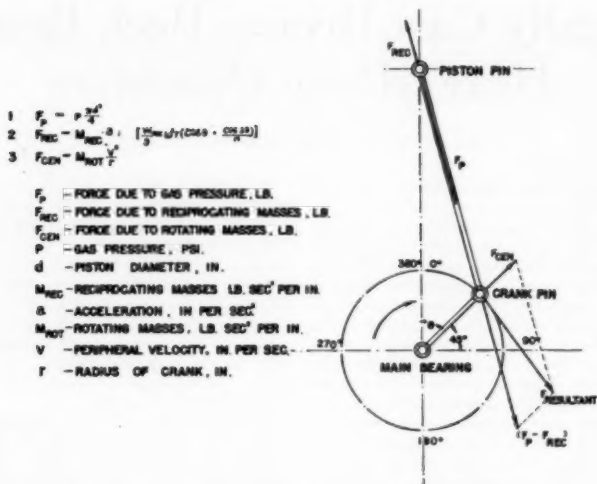 1 F_P = P πd²/4
2 F_REC = M_REC a
3 F_CEN = M_ROT V²/r
F_P – FORCE DUE TO GAS PRESSURE, LB.
F_REC – FORCE DUE TO RECIPROGATING MASSES, LB.
F_CEN – FORCE DUE TO ROTATING MASSES, LB.
P – GAS PRESSURE, PSI.
d – PISTON DIAMETER, IN.
M_REC – RECIPROGATING MASSES LB. SEC² PER IN.
a – ACCELERATION, IN PER SEC²
M_ROT – ROTATING MASSES, LB. SEC² PER IN.
V – PERIPHERAL VELOCITY, IN. PER SEC.
r – RADIUS OF CRANK, IN.
F_REC
PISTON PIN
F_P
F_CEN
360° 0°
CRANK PIN
θ
45°
270°
90°
MAIN BEARING
F_RESULTANT
(F_P – F_REC)
180°